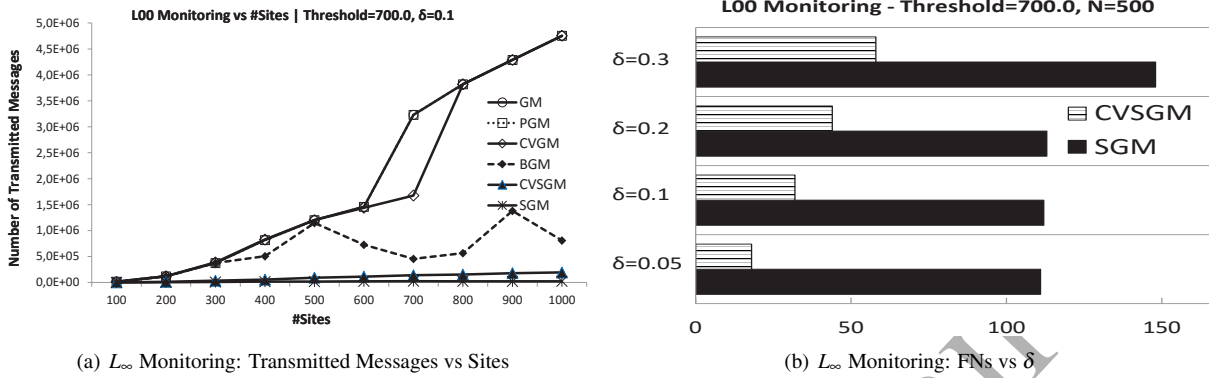 L00 Monitoring vs #Sites | Threshold=700.0, δ=0.1
Number of Transmitted Messages
5,0E+06
4,5E+06
4,0E+06
3,5E+06
3,0E+06
2,5E+06
2,0E+06
1,5E+06
1,0E+06
5,0E+05
0,0E+00
100 200 300 400 500 600 700 800 900 1000
#Sites
GM
PGM
CVGM
BGM
CVSGM
SGM
(a) L∞ Monitoring: Transmitted Messages vs Sites
L00 Monitoring - Threshold=700.0, N=500
δ=0.3
δ=0.2
δ=0.1
δ=0.05
CVSGM
SGM
0 50 100 150
(b) L∞ Monitoring: FNs vs δ